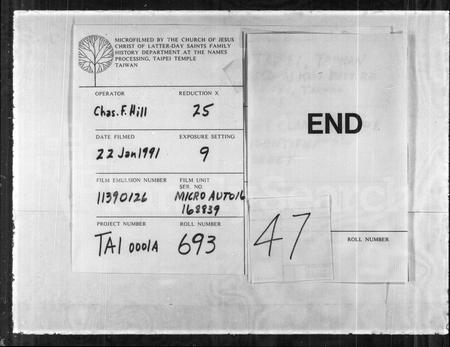 MICROFILMED BY THE CHURCH OF JESUS
CHRIST OF LATTER-DAY SAINTS FAMILY
HISTORY DEPARTMENT AT THE NAMES
PROCESSING, TAIPEI TEMPLE
TAIWAN
OPERATOR REDUCTION X
Chas. F. Hill 25
DATE FILMED EXPOSURE SETTING
22 Jan 1991 9
FILM EMULSION NUMBER FILM UNIT
SER. NO.
11390126 MICRO AUTO 16
168839
PROJECT NUMBER ROLL NUMBER
TAI 0001A 693
END
47
ROLL NUMBER